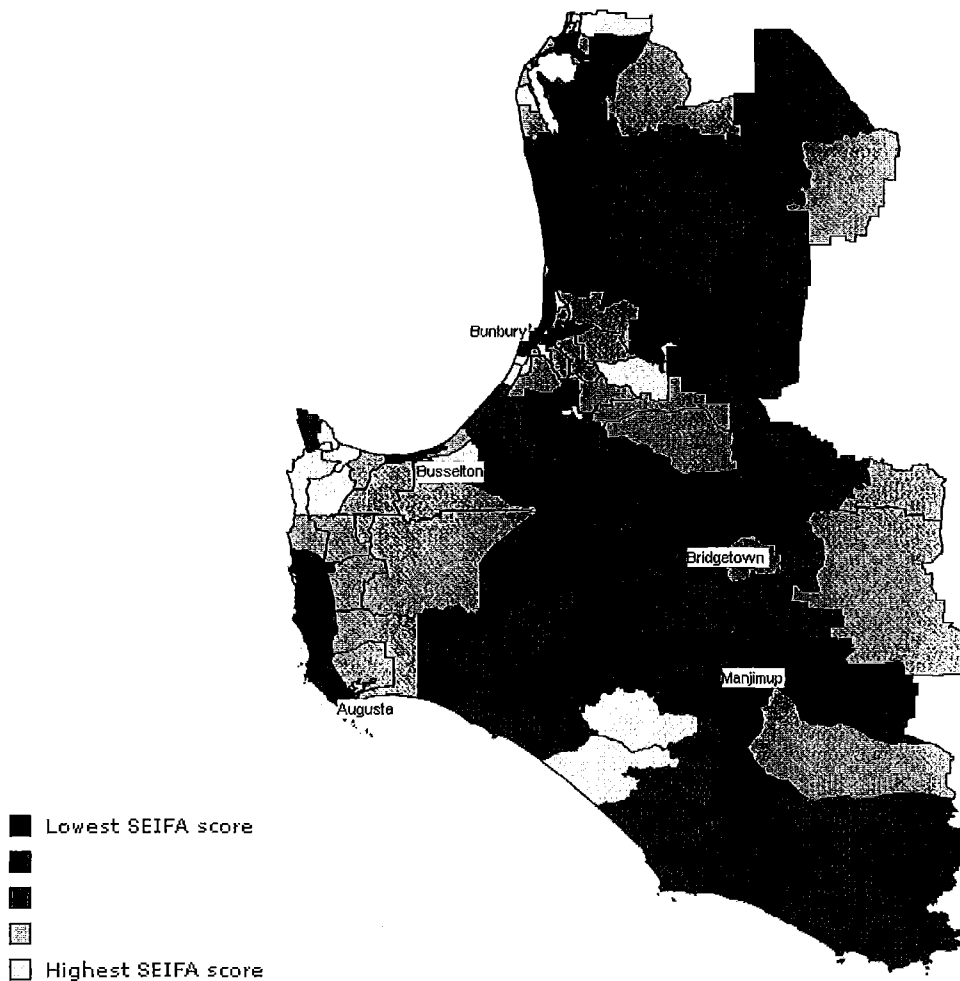 Bunbury
Busselton
Bridgetown
Manjimup
Augusta
Lowest SEIFA score
Highest SEIFA score